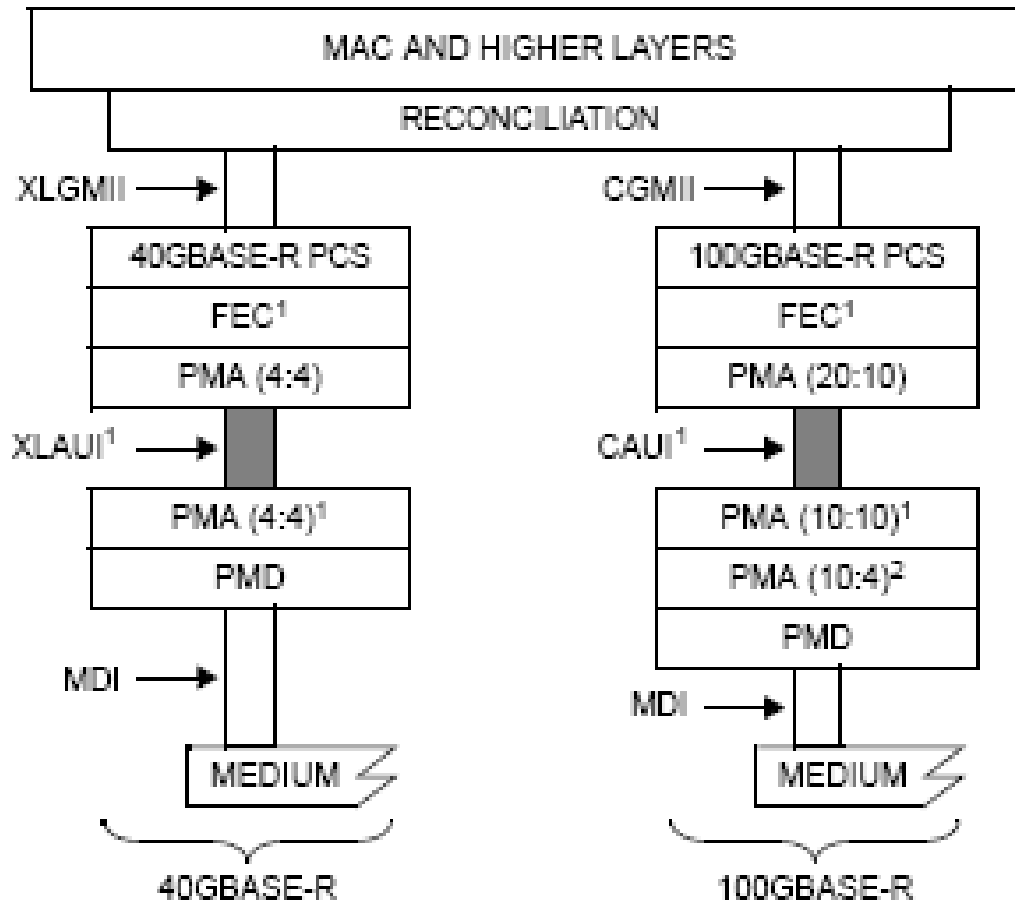 MAC AND HIGHER LAYERS
RECONCILIATION
XLGMII
40GBASE-R PCS
FEC¹
PMA (4:4)
XLAUI¹
PMA (4:4)¹
PMD
MDI
MEDIUM
40GBASE-R
CGMII
100GBASE-R PCS
FEC¹
PMA (20:10)
CAUI¹
PMA (10:10)¹
PMA (10:4)²
PMD
MDI
MEDIUM
100GBASE-R